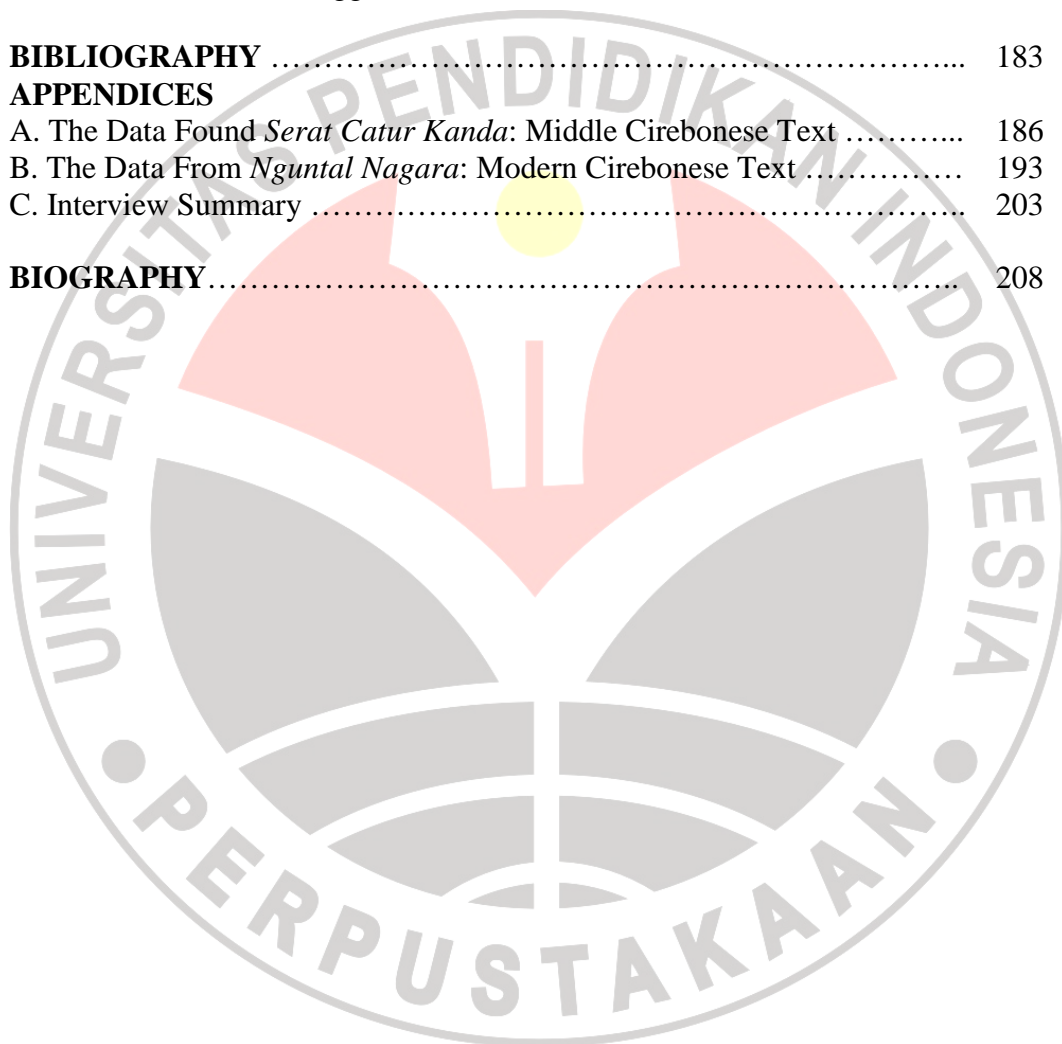 BIBLIOGRAPHY ……………………………………………………………... 183
APPENDICES
A. The Data Found Serat Catur Kanda: Middle Cirebonese Text ………... 186
B. The Data From Nguntal Nagara: Modern Cirebonese Text …………… 193
C. Interview Summary ………………………………………………………….. 203
BIOGRAPHY…………………………………………………………………... 208
UNIVERSITAS PENDIDIKAN INDONESIA
PERPUSTAKAAN